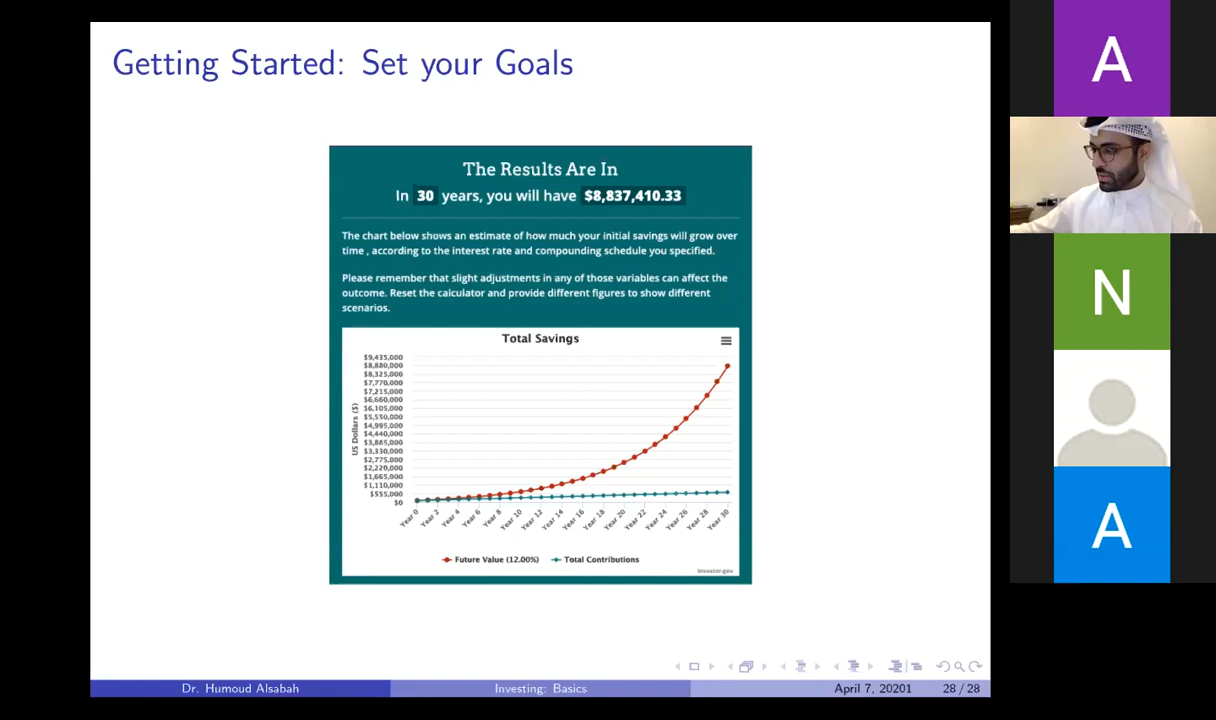 Getting Started: Set your Goals
The Results Are In
In 30 years, you will have $8,837,410.33
The chart below shows an estimate of how much your initial savings will grow over
time , according to the interest rate and compounding schedule you specified.
Please remember that slight adjustments in any of those variables can affect the
outcome. Reset the calculator and provide different figures to show different
scenarios.
Total Savings
US Dollars ($)
$9,435,000
$8,880,000
$8,325,000
$7,770,000
$7,215,000
$6,660,000
$6,105,000
$5,550,000
$4,995,000
$4,440,000
$3,885,000
$3,330,000
$2,775,000
$2,220,000
$1,665,000
$1,110,000
$555,000
$0
Year 0
Year 2
Year 4
Year 6
Year 8
Year 10
Year 12
Year 14
Year 16
Year 18
Year 20
Year 22
Year 24
Year 26
Year 28
Year 30
Future Value (12.00%)
Total Contributions
Investor.gov
Dr. Humoud Alsabah
Investing: Basics
April 7, 20201
28 / 28
A
N
A